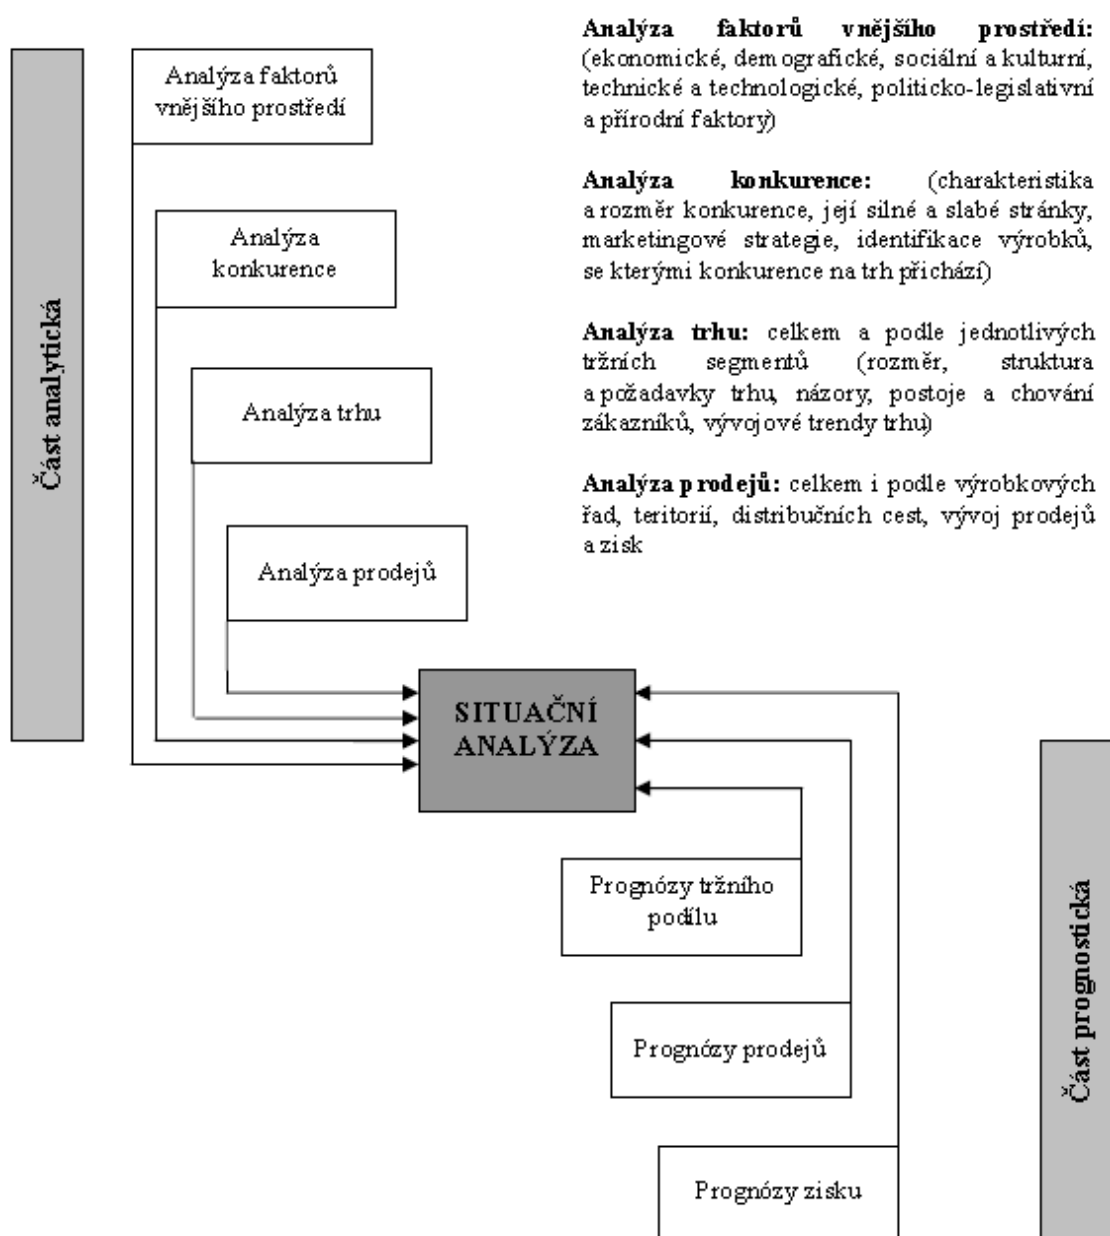 Část analytická
Analýza faktorů
vnějšího prostředí
Analýza
konkurence
Analýza trhu
Analýza prodejů
Analýza faktorů vnějšího prostředí:
(ekonomické, demografické, sociální a kulturní,
technické a technologické, politicko-legislativní
a přírodní faktory)
Analýza konkurence: (charakteristika
a rozměr konkurence, její silné a slabé stránky,
marketingové strategie, identifikace výrobků,
se kterými konkurence na trh přichází)
Analýza trhu: celkem a podle jednotlivých
tržních segmentů (rozměr, struktura
a požadavky trhu, názory, postoje a chování
zákazníků, vývojové trendy trhu)
Analýza prodejů: celkem i podle výrobkových
řad, teritorií, distribučních cest, vývoj prodejů
a zisk
SITUAČNÍ
ANALÝZA
Prognózy tržního
podílu
Prognózy prodejů
Prognózy zisku
Část prognostická